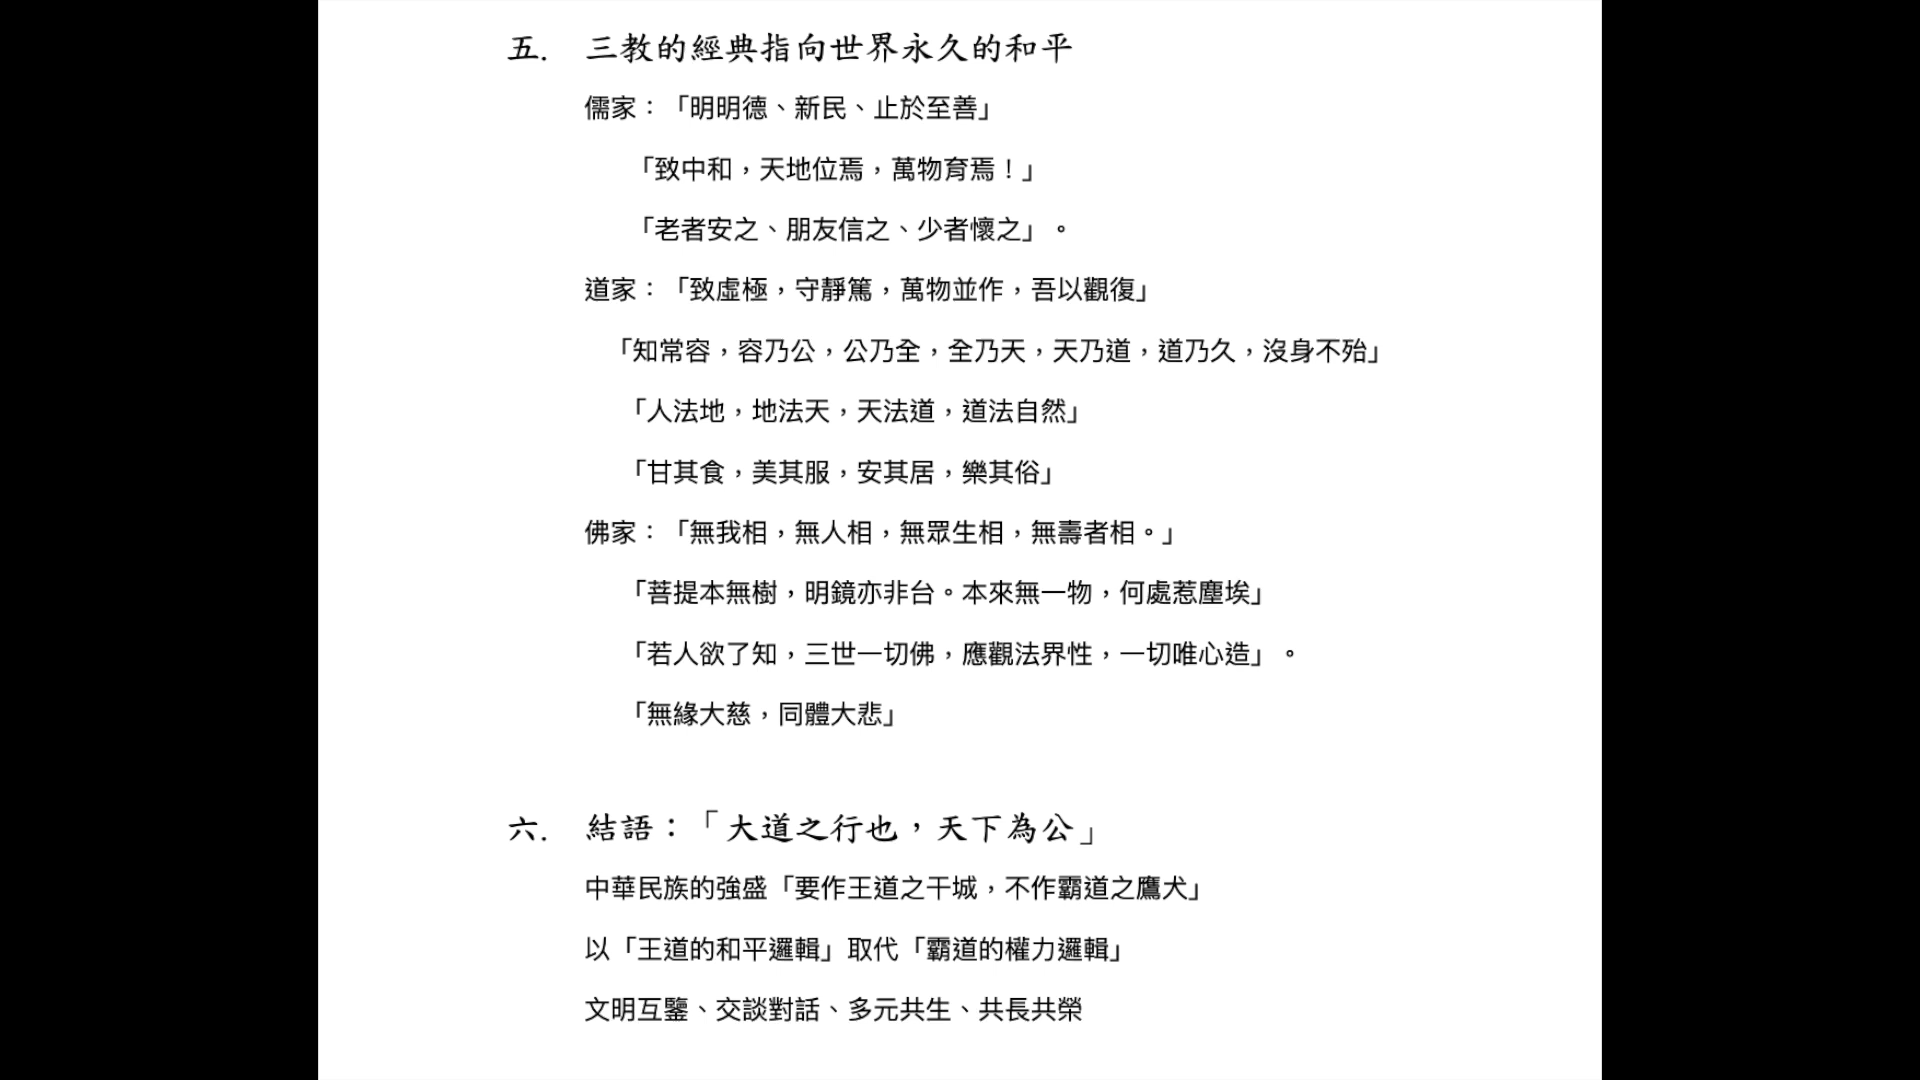 五. 三教的經典指向世界永久的和平
儒家：「明明德、新民、止於至善」
「致中和，天地位焉，萬物育焉！」
「老者安之、朋友信之、少者懷之」。
道家：「致虛極，守靜篤，萬物並作，吾以觀復」
「知常容，容乃公，公乃全，全乃天，天乃道，道乃久，沒身不殆」
「人法地，地法天，天法道，道法自然」
「甘其食，美其服，安其居，樂其俗」
佛家：「無我相，無人相，無眾生相，無壽者相。」
「菩提本無樹，明鏡亦非台。本來無一物，何處惹塵埃」
「若人欲了知，三世一切佛，應觀法界性，一切唯心造」。
「無緣大慈，同體大悲」
六. 結語：「大道之行也，天下為公」
中華民族的強盛「要作王道之干城，不作霸道之鷹犬」
以「王道的和平邏輯」取代「霸道的權力邏輯」
文明互鑒、交談對話、多元共生、共長共榮